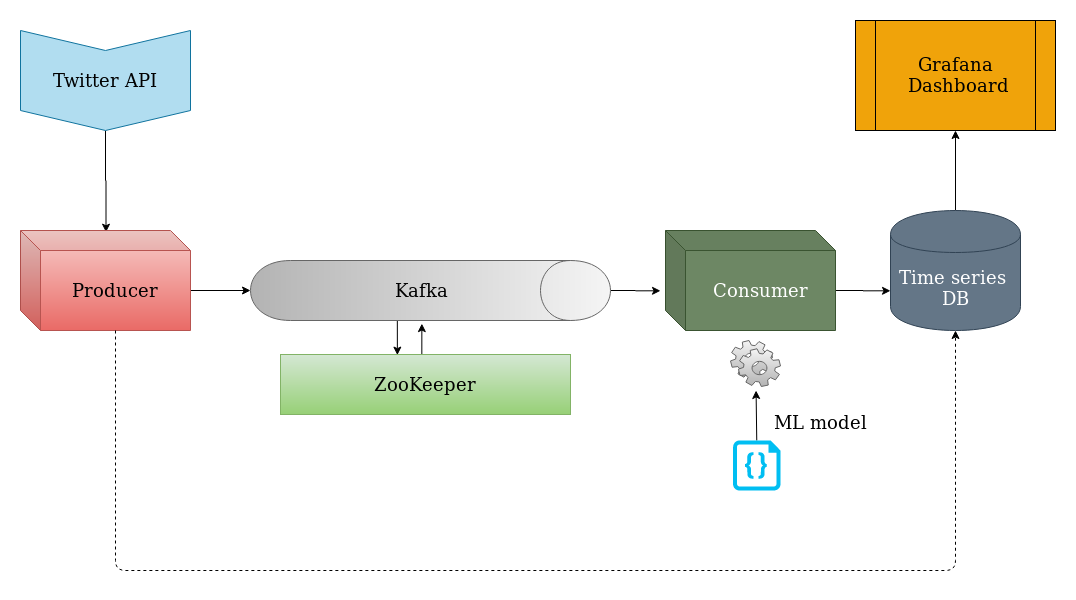 Twitter API
Grafana
Dashboard
Producer
Kafka
Consumer
Time series
DB
ZooKeeper
ML model
{}